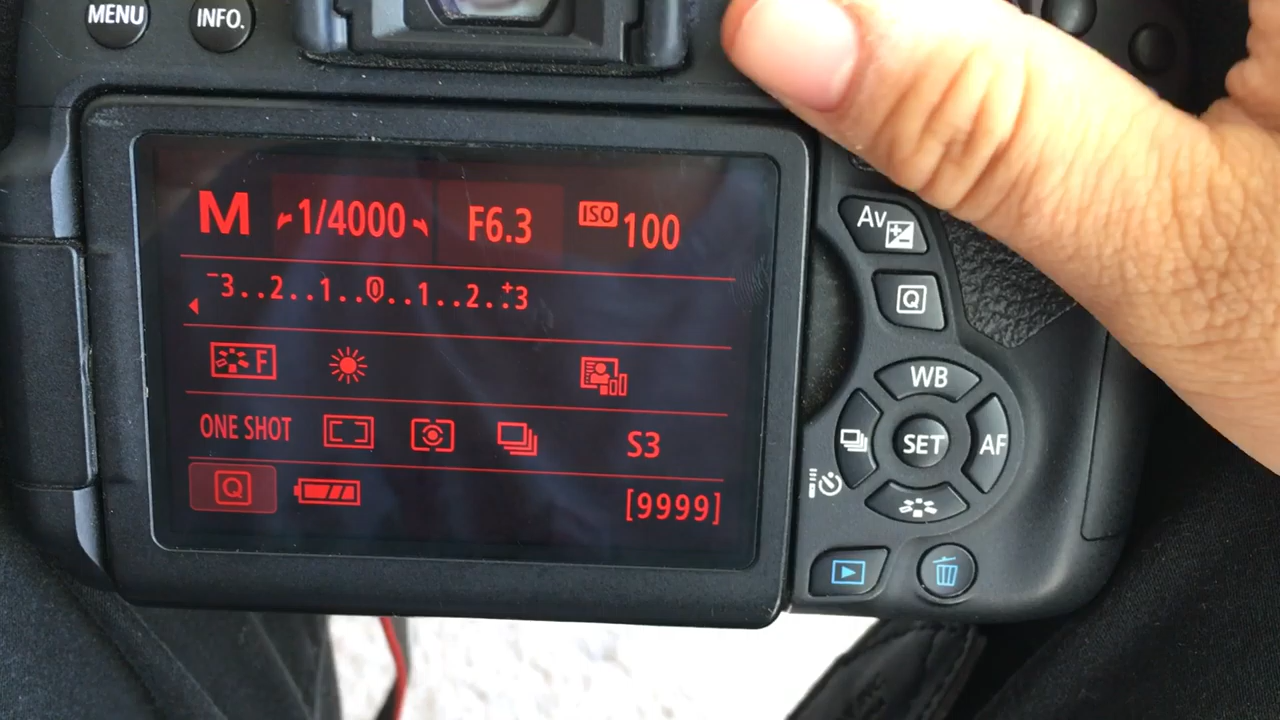 MENU INFO.
M 1/4000 F6.3 ISO 100
-3..2..1..0..1..2..+3
F
ONE SHOT S3
Q [9999]
Av
Q
WB
SET AF